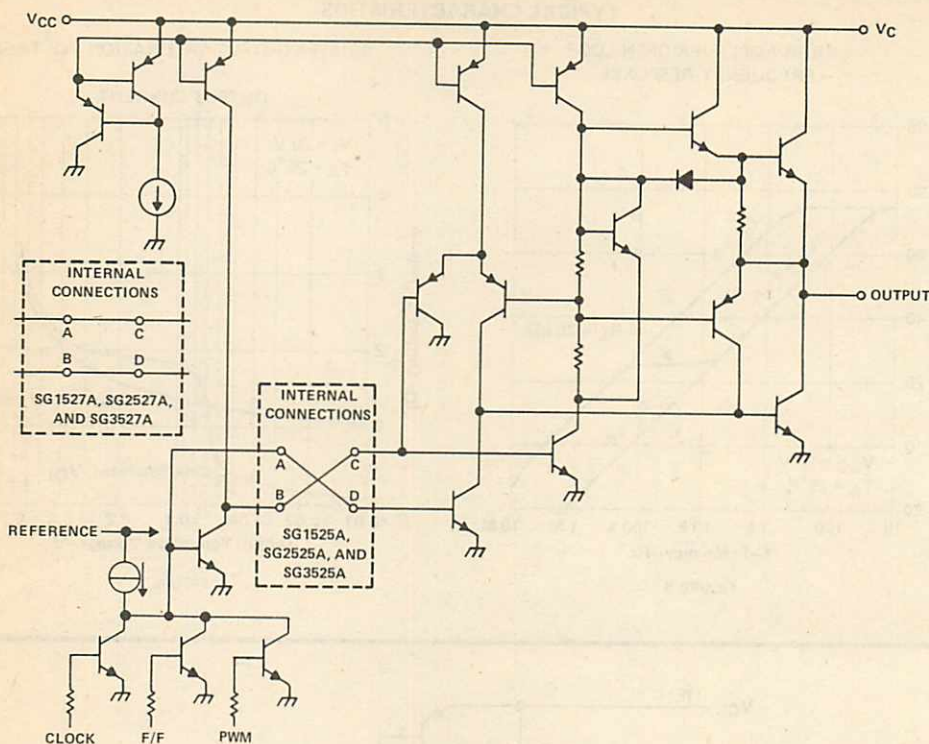 VCC
VC
INTERNAL
CONNECTIONS
A
C
B
D
SG1527A, SG2527A,
AND SG3527A
OUTPUT
INTERNAL
CONNECTIONS
A
C
B
D
SG1525A,
SG2525A, AND
SG3525A
REFERENCE
CLOCK
F/F
PWM